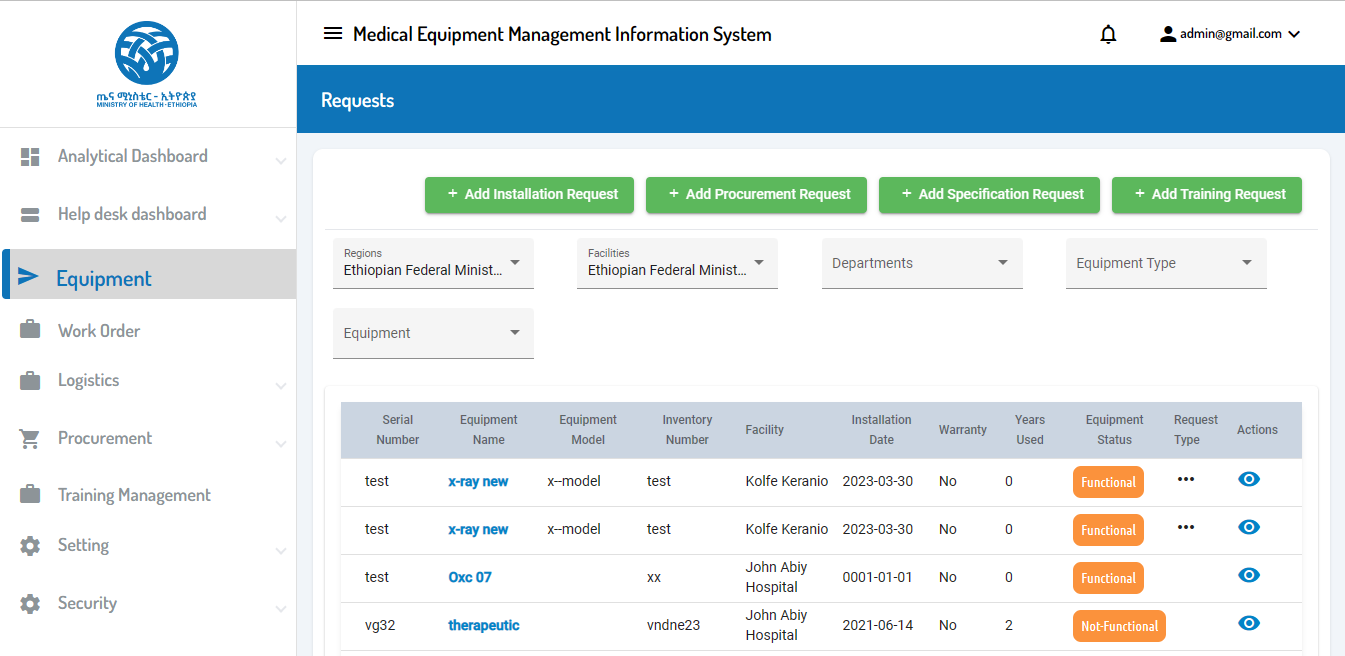 ጤና ሚኒስቴር - ኢትዮጵያ
MINISTRY OF HEALTH - ETHIOPIA
Medical Equipment Management Information System
admin@gmail.com
Requests
Analytical Dashboard
Help desk dashboard
Equipment
Work Order
Logistics
Procurement
Training Management
Setting
Security
+ Add Installation Request
+ Add Procurement Request
+ Add Specification Request
+ Add Training Request
Regions
Ethiopian Federal Minist...
Facilities
Ethiopian Federal Minist...
Departments
Equipment Type
Equipment
Serial Number Equipment Name Equipment Model Inventory Number Facility Installation Date Warranty Years Used Equipment Status Request Type Actions
test x-ray new x--model test Kolfe Keranio 2023-03-30 No 0 Functional •••
test x-ray new x--model test Kolfe Keranio 2023-03-30 No 0 Functional •••
test Oxc 07 xx John Abiy Hospital 0001-01-01 No 0 Functional
vg32 therapeutic vndne23 John Abiy Hospital 2021-06-14 No 2 Not-Functional